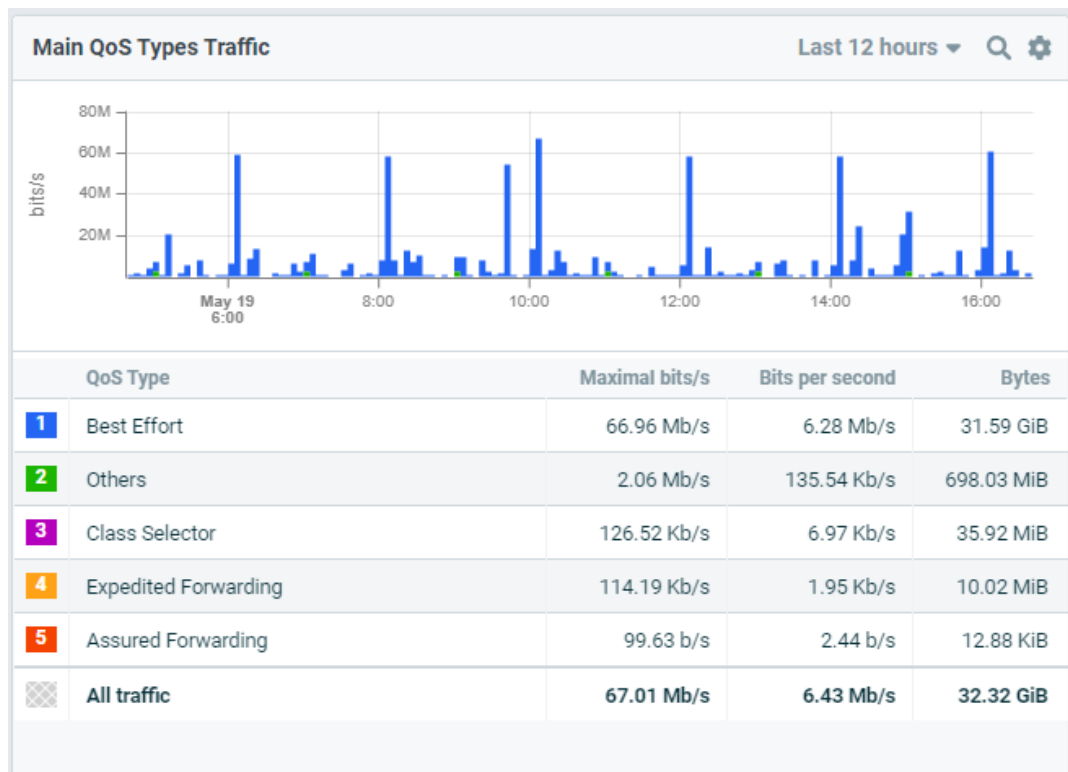 Main QoS Types Traffic Last 12 hours
80M
60M
40M
20M
bits/s
May 19 6:00 8:00 10:00 12:00 14:00 16:00
QoS Type Maximal bits/s Bits per second Bytes
1 Best Effort 66.96 Mb/s 6.28 Mb/s 31.59 GiB
2 Others 2.06 Mb/s 135.54 Kb/s 698.03 MiB
3 Class Selector 126.52 Kb/s 6.97 Kb/s 35.92 MiB
4 Expedited Forwarding 114.19 Kb/s 1.95 Kb/s 10.02 MiB
5 Assured Forwarding 99.63 b/s 2.44 b/s 12.88 KiB
All traffic 67.01 Mb/s 6.43 Mb/s 32.32 GiB